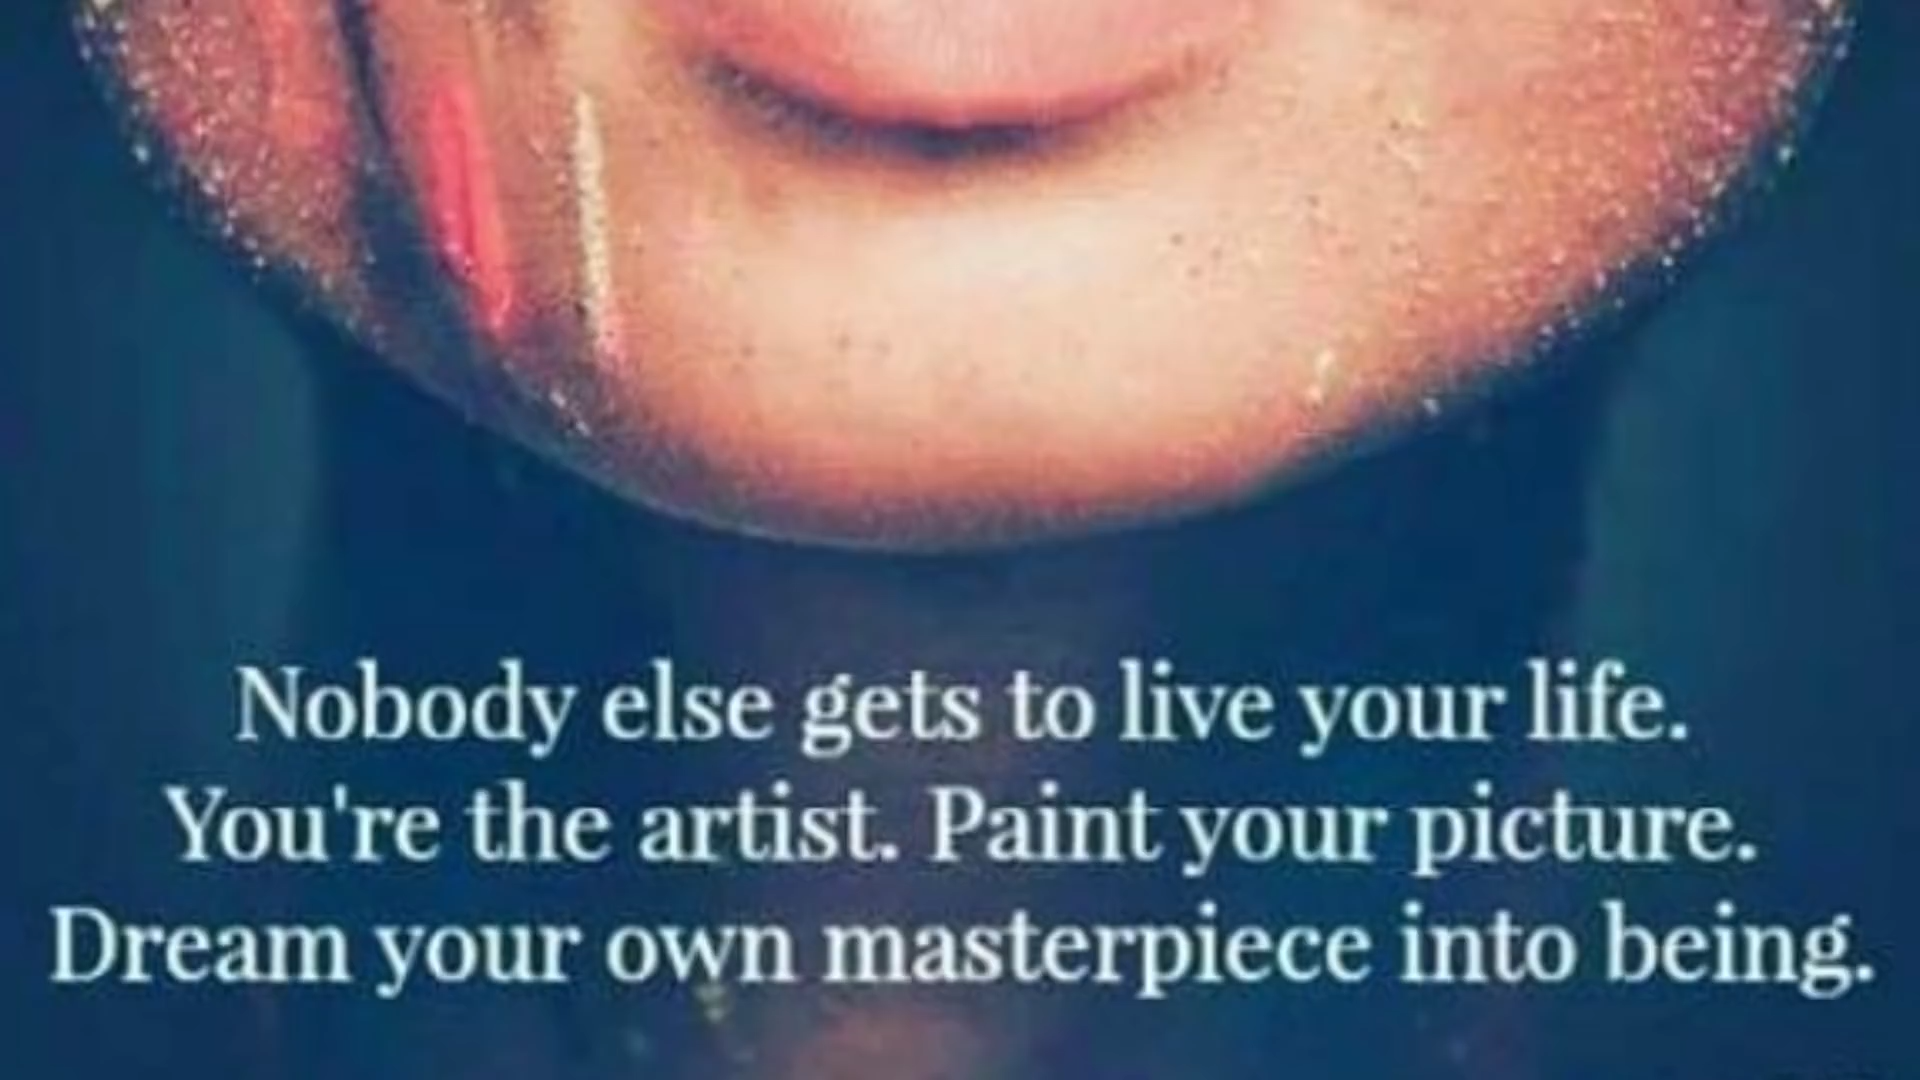 Nobody else gets to live your life.
You're the artist. Paint your picture.
Dream your own masterpiece into being.